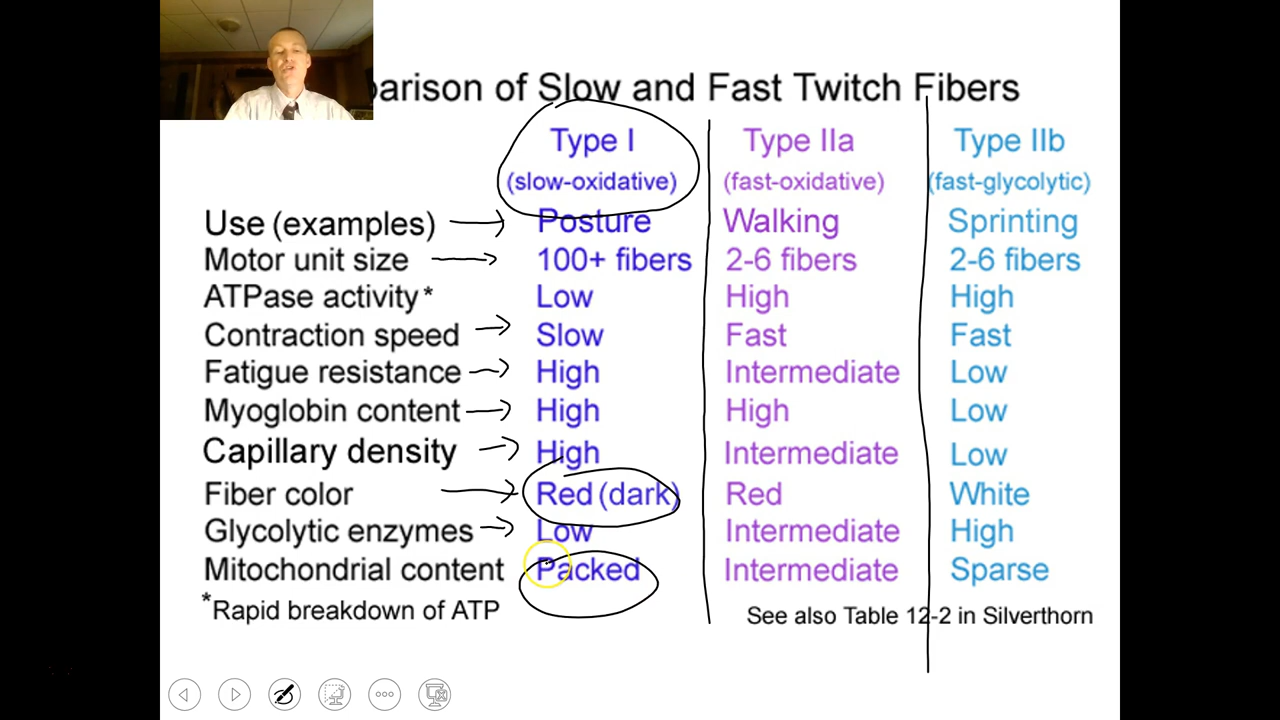 parison of Slow and Fast Twitch Fibers
Type I Type IIa Type IIb
(slow-oxidative) (fast-oxidative) (fast-glycolytic)
Use (examples) Posture Walking Sprinting
Motor unit size 100+ fibers 2-6 fibers 2-6 fibers
ATPase activity* Low High High
Contraction speed Slow Fast Fast
Fatigue resistance High Intermediate Low
Myoglobin content High High Low
Capillary density High Intermediate Low
Fiber color Red (dark) Red White
Glycolytic enzymes Low Intermediate High
Mitochondrial content Packed Intermediate Sparse
*Rapid breakdown of ATP See also Table 12-2 in Silverthorn